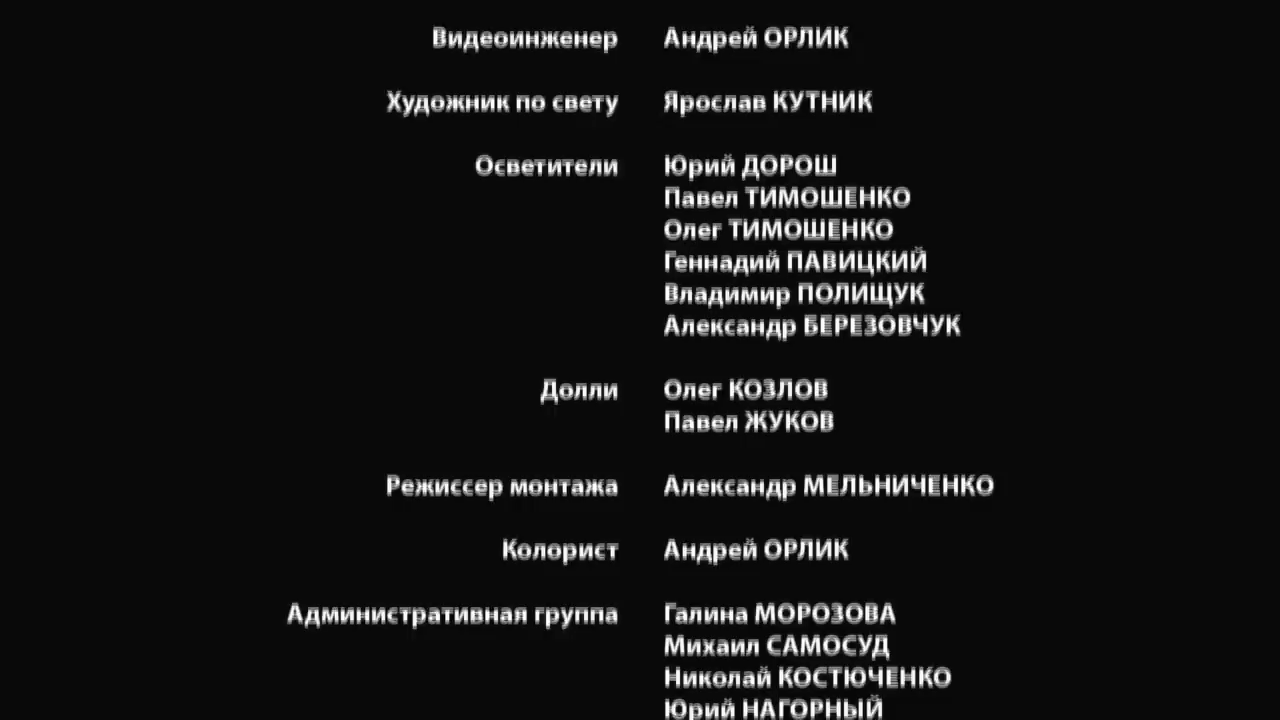 Видеоинженер Андрей ОРЛИК
Художник по свету Ярослав КУТНИК
Осветители Юрий ДОРОШ
Павел ТИМОШЕНКО
Олег ТИМОШЕНКО
Геннадий ПАВИЦКИЙ
Владимир ПОЛИЩУК
Александр БЕРЕЗОВЧУК
Долли Олег КОЗЛОВ
Павел ЖУКОВ
Режиссер монтажа Александр МЕЛЬНИЧЕНКО
Колорист Андрей ОРЛИК
Административная группа Галина МОРОЗОВА
Михаил САМОСУД
Николай КОСТЮЧЕНКО
Юрий НАГОРНЫЙ